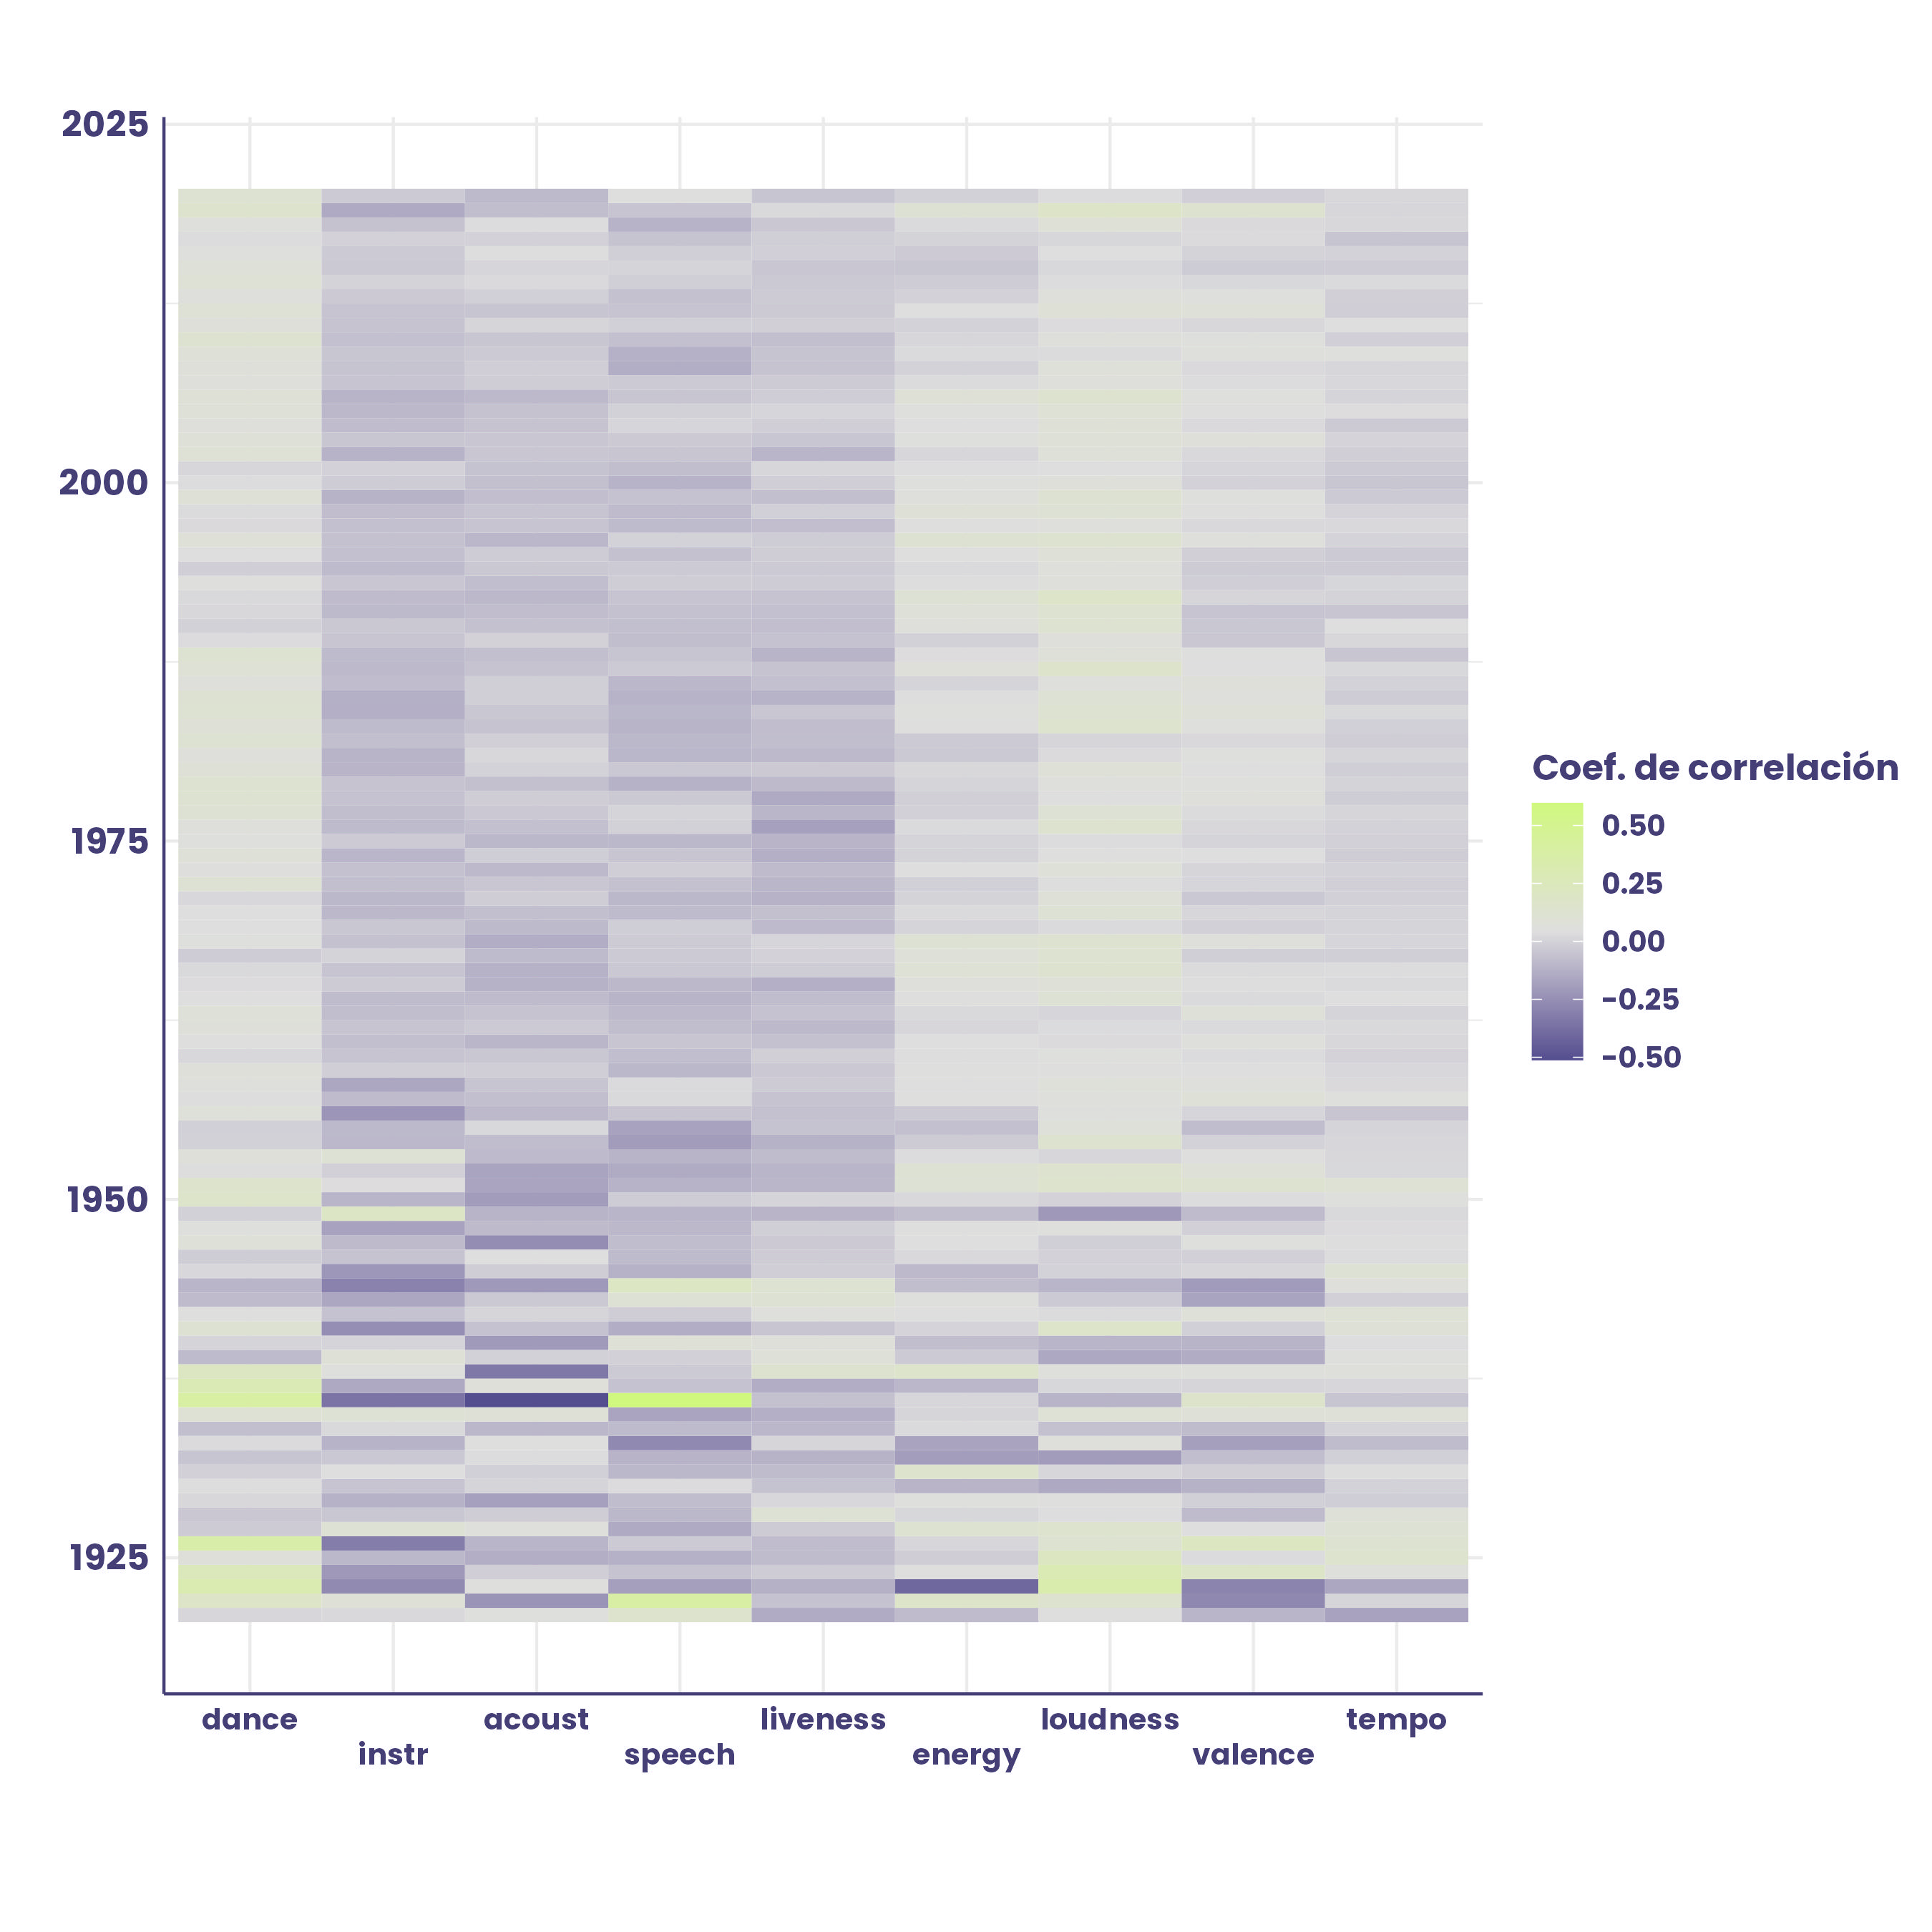 2025
2000
1975
1950
1925
dance
acoust
liveness
loudness
tempo
instr
speech
energy
valence
Coef. de correlación
0.50
0.25
0.00
−0.25
−0.50